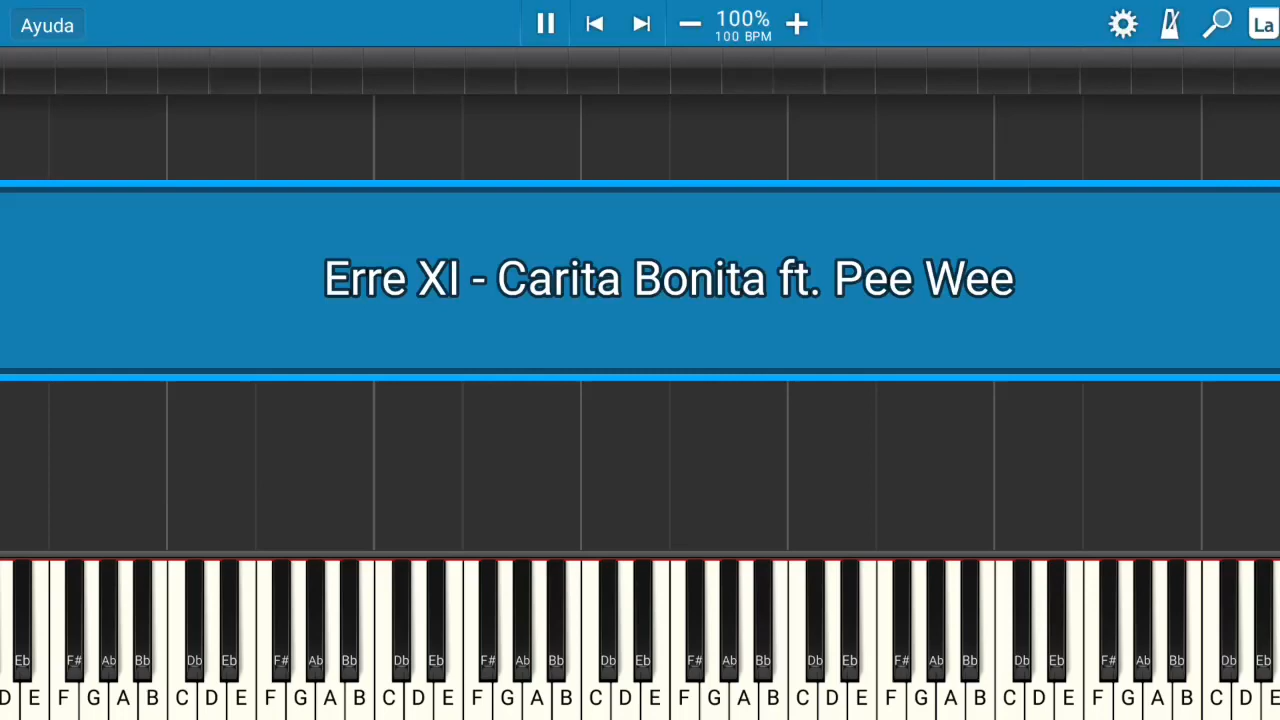 Ayuda
100%
100 BPM
La
Erre Xl - Carita Bonita ft. Pee Wee
Eb F# Ab Bb Db Eb F# Ab Bb Db Eb F# Ab Bb Db Eb F# Ab Bb Db Eb F# Ab Bb Db Eb F# Ab Bb Db Eb
D E F G A B C D E F G A B C D E F G A B C D E F G A B C D E F G A B C D E F G A B C D E